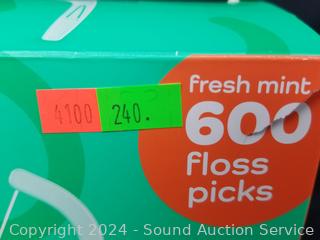 fresh mint
4100 240.
600
floss
picks
Copyright 2024 - Sound Auction Service